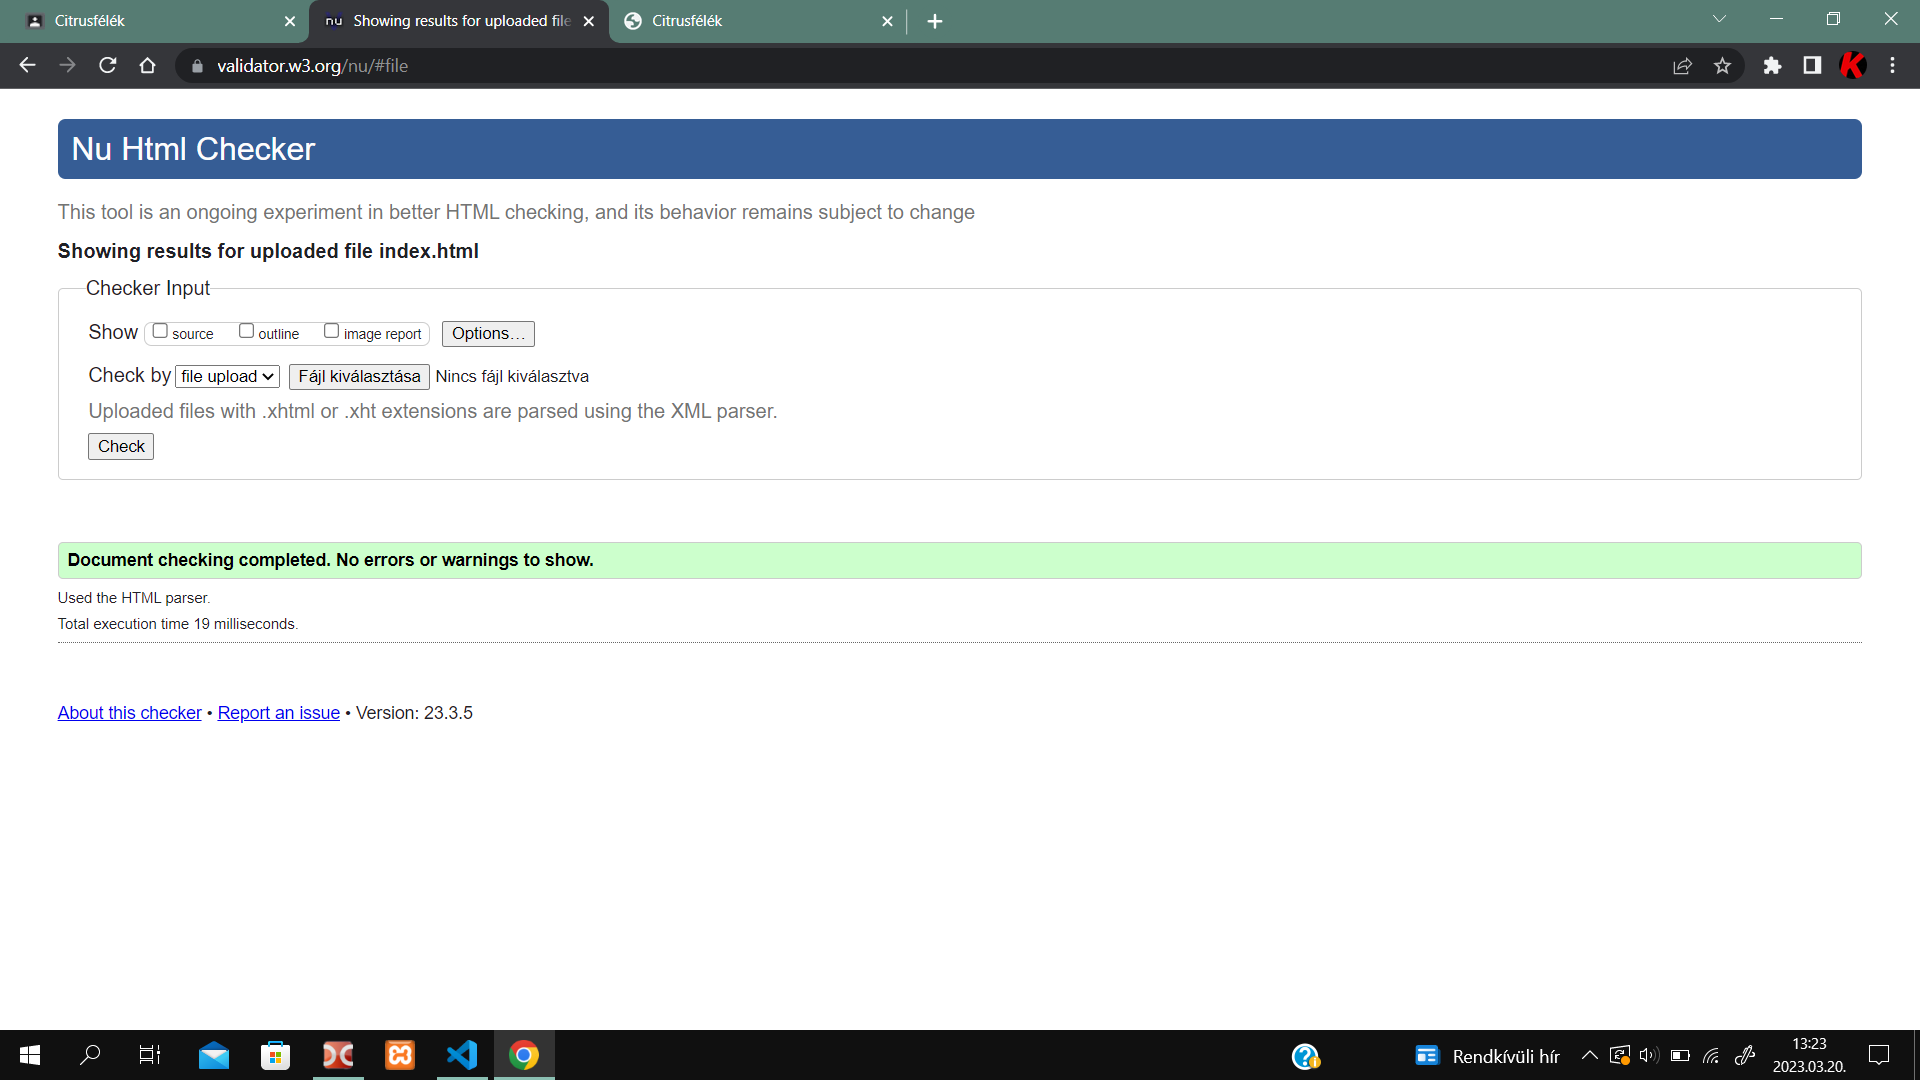 Citrusfélék
nu Showing results for uploaded file
Citrusfélék
validator.w3.org/nu/#file
Nu Html Checker
This tool is an ongoing experiment in better HTML checking, and its behavior remains subject to change
Showing results for uploaded file index.html
Checker Input
Show source outline image report Options...
Check by file upload Fájl kiválasztása Nincs fájl kiválasztva
Uploaded files with .xhtml or .xht extensions are parsed using the XML parser.
Check
Document checking completed. No errors or warnings to show.
Used the HTML parser.
Total execution time 19 milliseconds.
About this checker • Report an issue • Version: 23.3.5
Rendkívüli hír
13:23
2023.03.20.